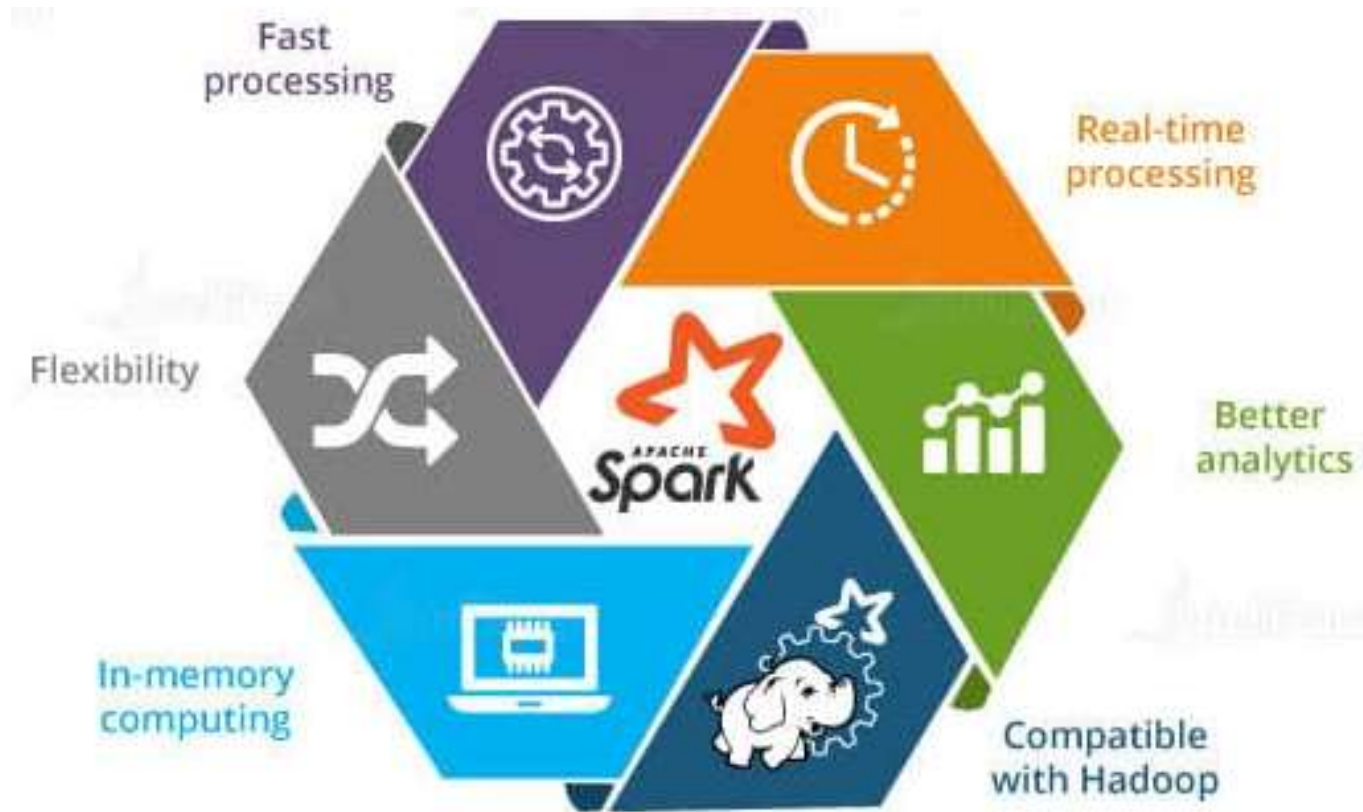 Fast
processing
Real-time
processing
Flexibility
APACHE
Spark
Better
analytics
In-memory
computing
Compatible
with Hadoop